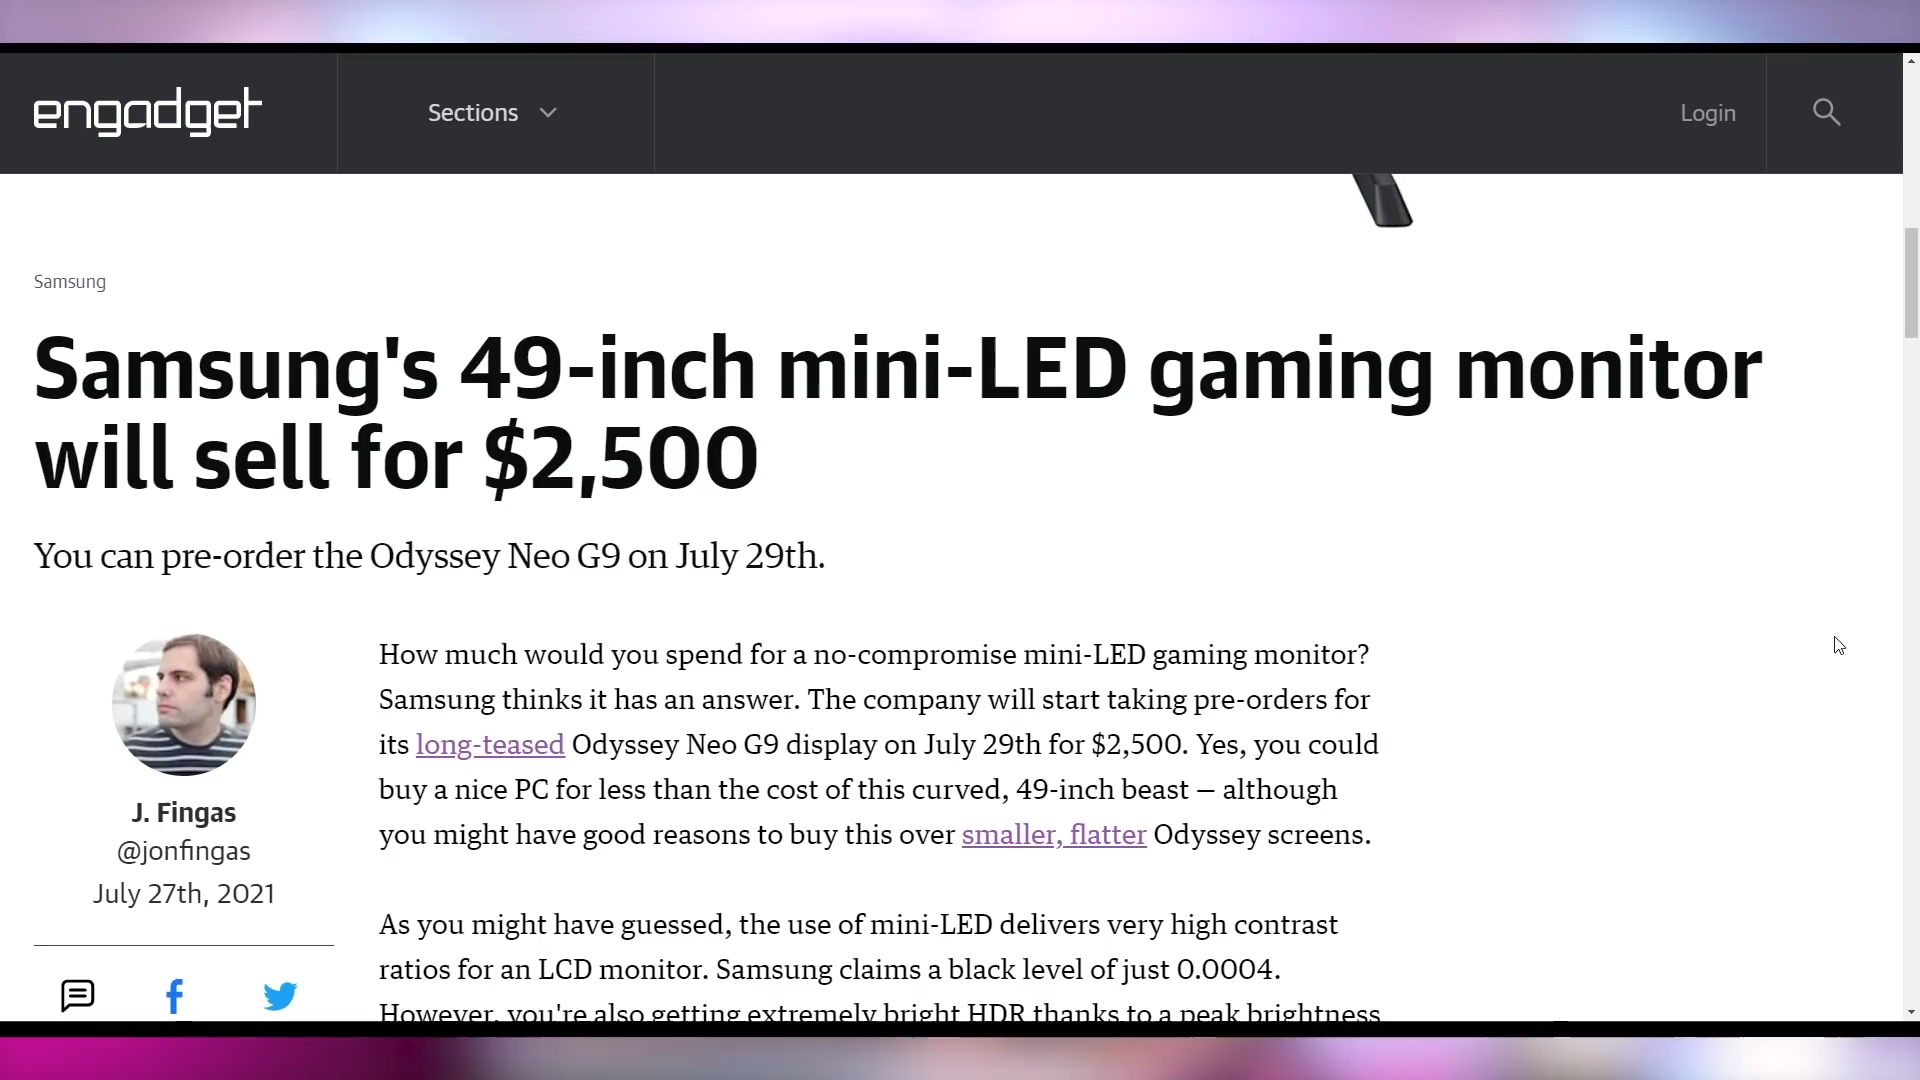 engadget
Sections
Login
Samsung
Samsung's 49-inch mini-LED gaming monitor
will sell for $2,500
You can pre-order the Odyssey Neo G9 on July 29th.
J. Fingas
@jonfingas
July 27th, 2021
How much would you spend for a no-compromise mini-LED gaming monitor?
Samsung thinks it has an answer. The company will start taking pre-orders for
its long-teased Odyssey Neo G9 display on July 29th for $2,500. Yes, you could
buy a nice PC for less than the cost of this curved, 49-inch beast — although
you might have good reasons to buy this over smaller, flatter Odyssey screens.
As you might have guessed, the use of mini-LED delivers very high contrast
ratios for an LCD monitor. Samsung claims a black level of just 0.0004.
However, you're also getting extremely bright HDR thanks to a peak brightness